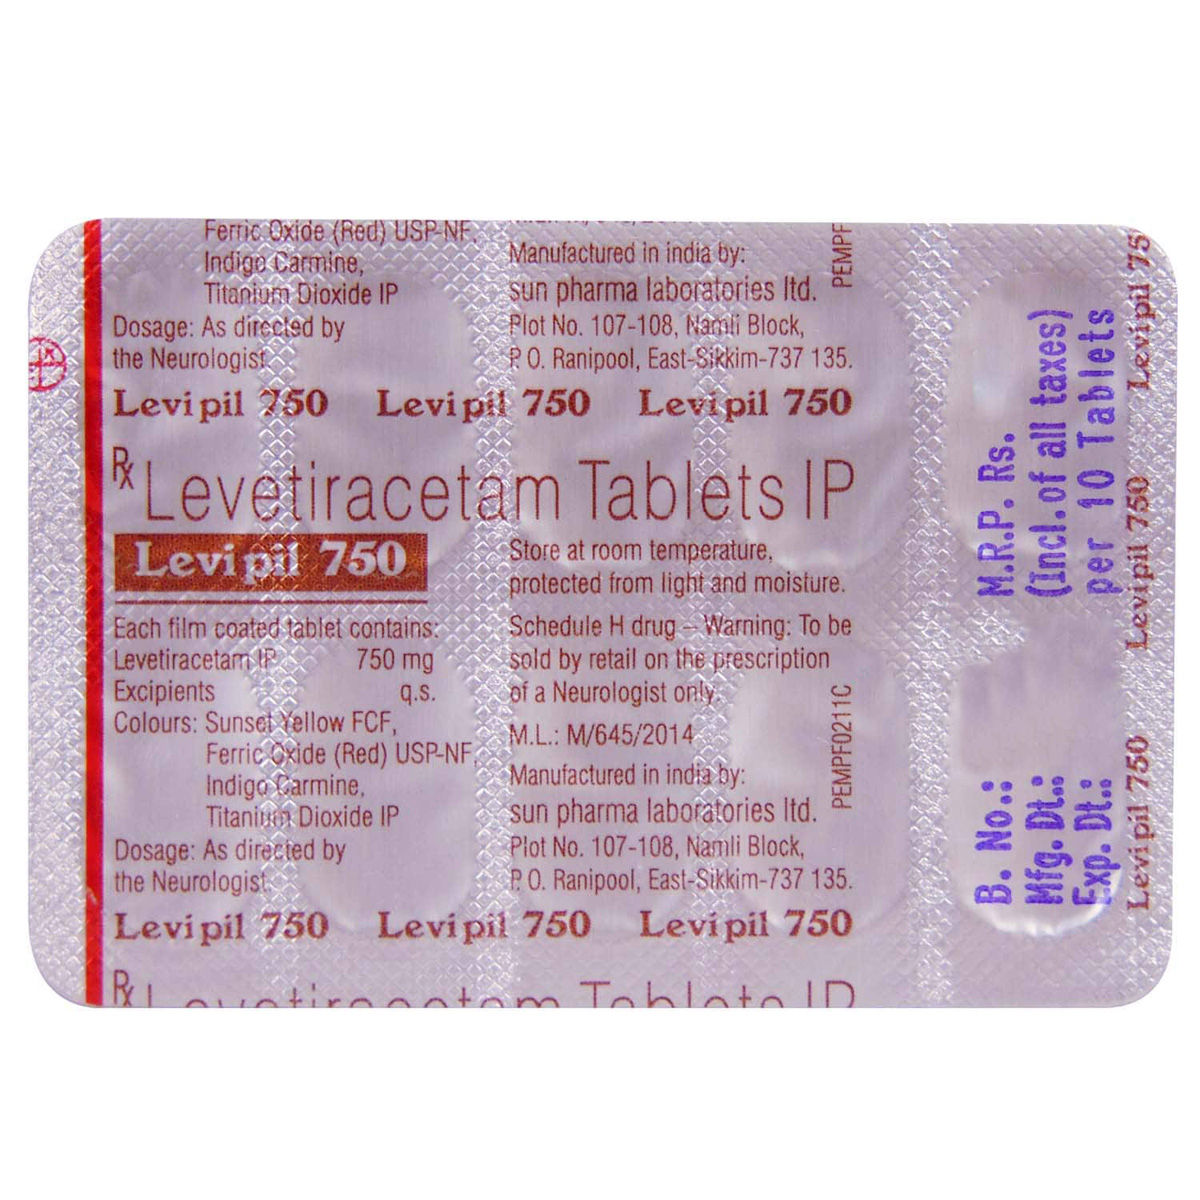 Ferric Oxide (Red) USP-NF,
Indigo Carmine,
Titanium Dioxide IP
Dosage: As directed by
the Neurologist
Manufactured in india by:
sun pharma laboratories ltd.
Plot No. 107-108, Namli Block,
P.O. Ranipool, East-Sikkim-737 135.
PEMPF
Levipil 750 Levipil 750 Levipil 750
Rx Levetiracetam Tablets IP
Levipil 750
Each film coated tablet contains:
Levetiracetam IP 750 mg
Excipients q.s.
Colours: Sunset Yellow FCF,
Ferric Oxide (Red) USP-NF,
Indigo Carmine,
Titanium Dioxide IP
Dosage: As directed by
the Neurologist
Store at room temperature,
protected from light and moisture.
Schedule H drug – Warning: To be
sold by retail on the prescription
of a Neurologist only.
M.L.: M/645/2014
Manufactured in india by:
sun pharma laboratories ltd.
Plot No. 107-108, Namli Block,
P.O. Ranipool, East-Sikkim-737 135.
PEMPF0211C
Levipil 750 Levipil 750 Levipil 750
Rx Levetiracetam Tablets IP
M.R.P. Rs.
(Incl.of all taxes)
per 10 Tablets
B. No.:
Mfg. Dt.:
Exp. Dt.:
Levipil 75
Levipil 750
Levipil 750